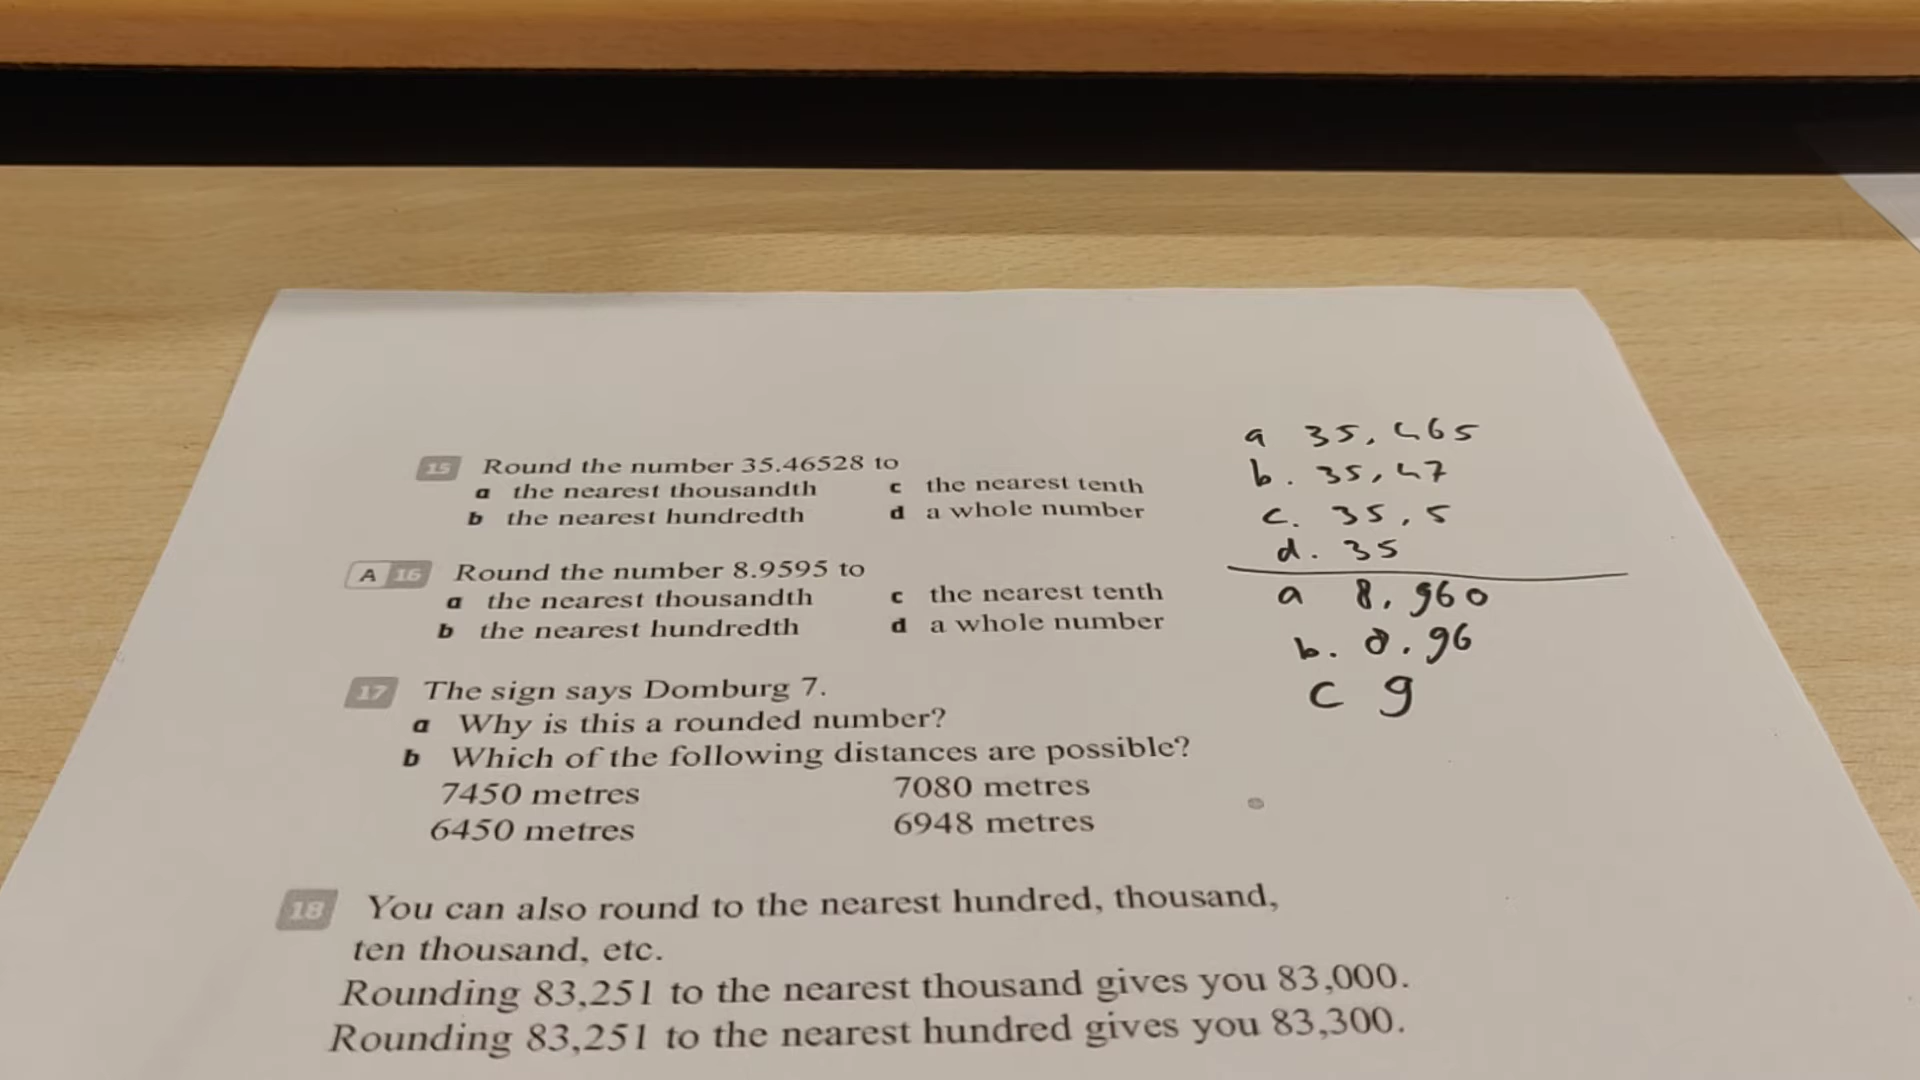 15 Round the number 35.46528 to
a the nearest thousandth c the nearest tenth
b the nearest hundredth d a whole number
A 16 Round the number 8.9595 to
a the nearest thousandth c the nearest tenth
b the nearest hundredth d a whole number
17 The sign says Domburg 7.
a Why is this a rounded number?
b Which of the following distances are possible?
7450 metres 7080 metres
6450 metres 6948 metres
18 You can also round to the nearest hundred, thousand,
ten thousand, etc.
Rounding 83,251 to the nearest thousand gives you 83,000.
Rounding 83,251 to the nearest hundred gives you 83,300.
a 35,465
b. 35,47
c. 35,5
d. 35
a 8,960
b. 8.96
c 9